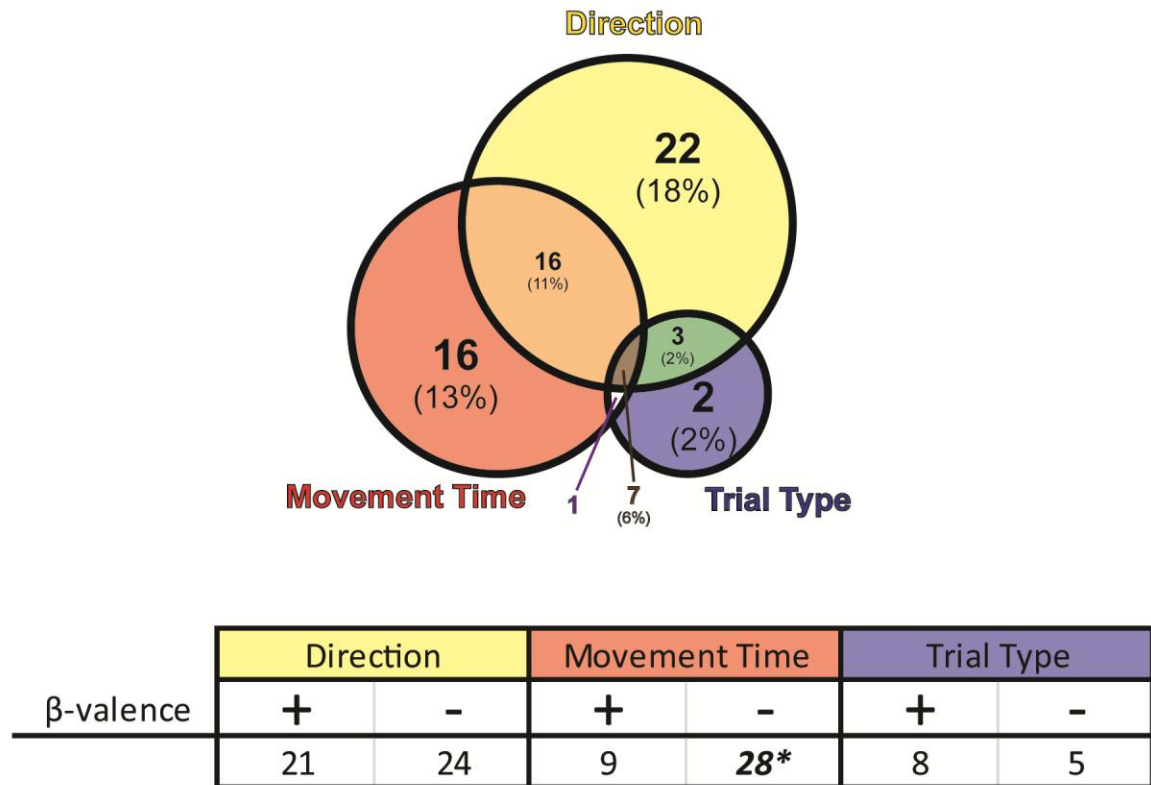 Direction
22
(18%)
16
(11%)
3
(2%)
16
(13%)
2
(2%)
Movement Time
1
7
(6%)
Trial Type
Direction Movement Time Trial Type
β-valence + - + - + -
21 24 9 28* 8 5